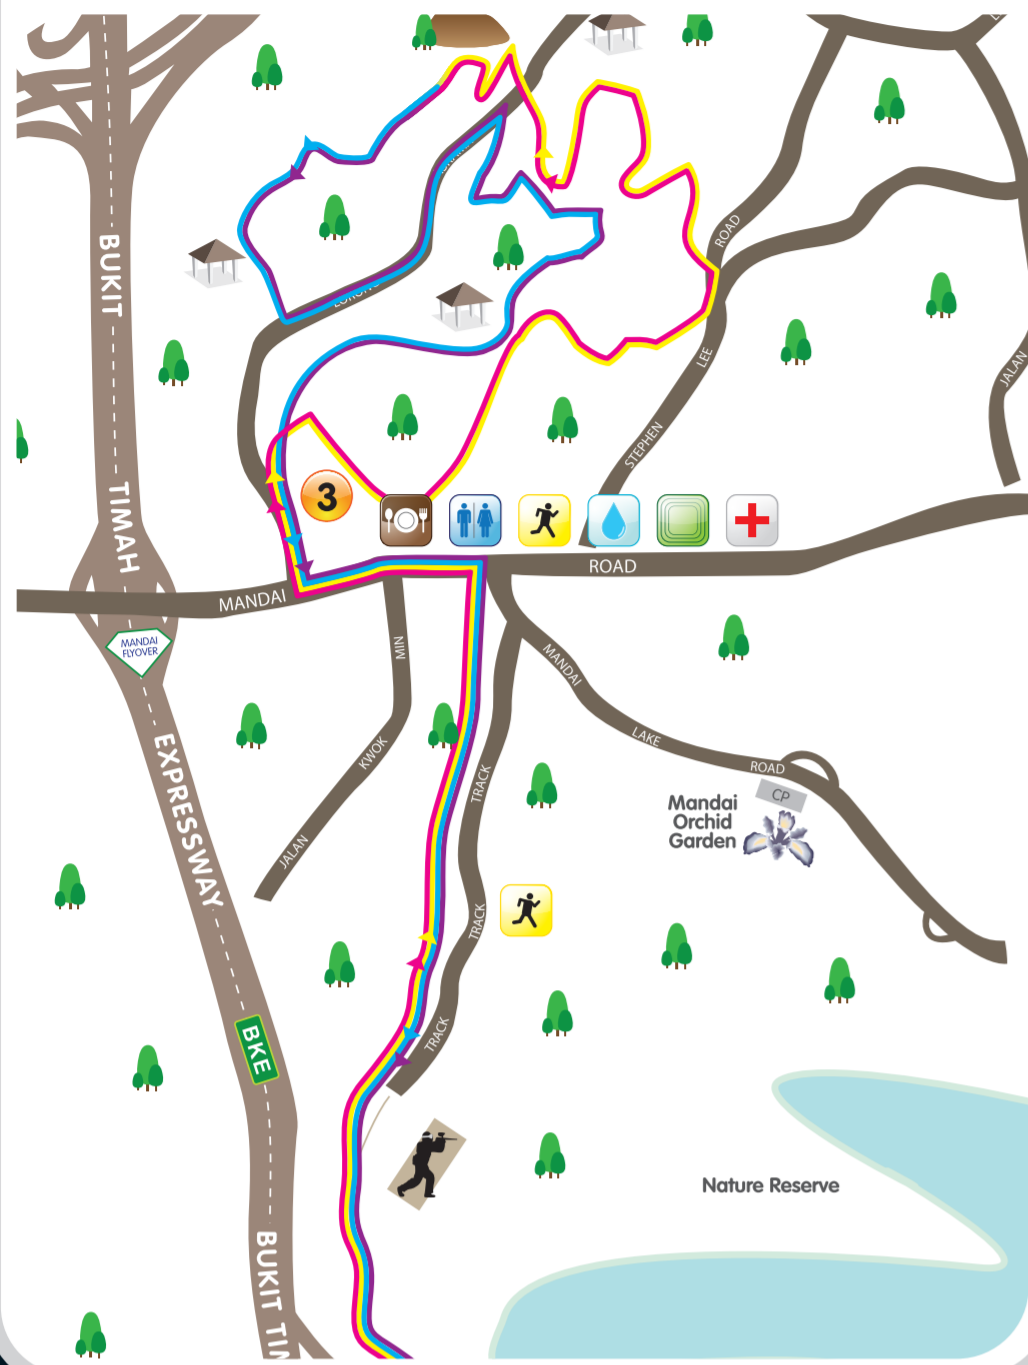 BUKIT
TIMAH
EXPRESSWAY
BKE
BUKIT TIM
MANDAI
FLYOVER
ROAD
LEE
STEPHEN
JALAN
3
MANDAI
ROAD
MIN
KWOK
JALAN
MANDAI
LAKE
ROAD
CP
Mandai
Orchid
Garden
TRACK
TRACK
TRACK
Nature Reserve